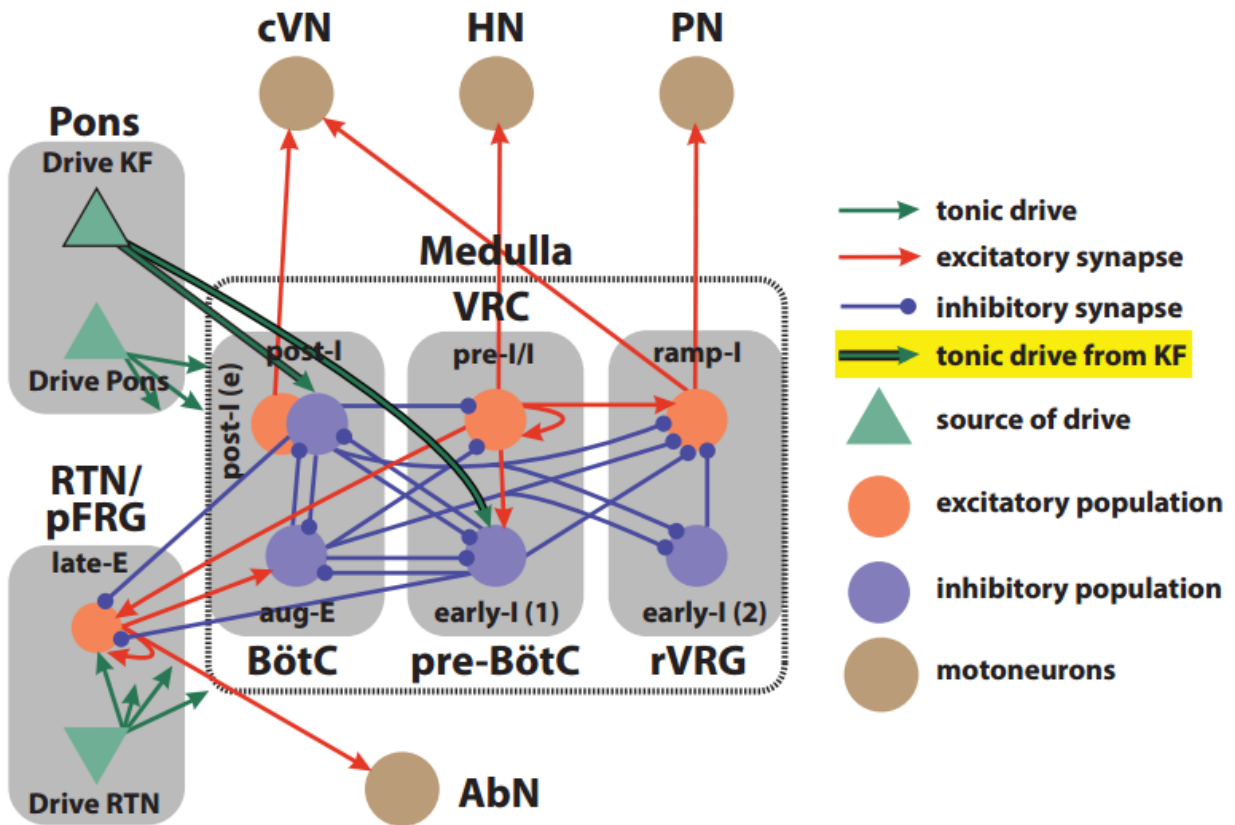 cVN
HN
PN
Pons
Drive KF
Drive Pons
Medulla
VRC
post-I
pre-I/I
ramp-I
post-I (e)
aug-E
early-I (1)
early-I (2)
BötC
pre-BötC
rVRG
RTN/
pFRG
late-E
Drive RTN
AbN
tonic drive
excitatory synapse
inhibitory synapse
tonic drive from KF
source of drive
excitatory population
inhibitory population
motoneurons